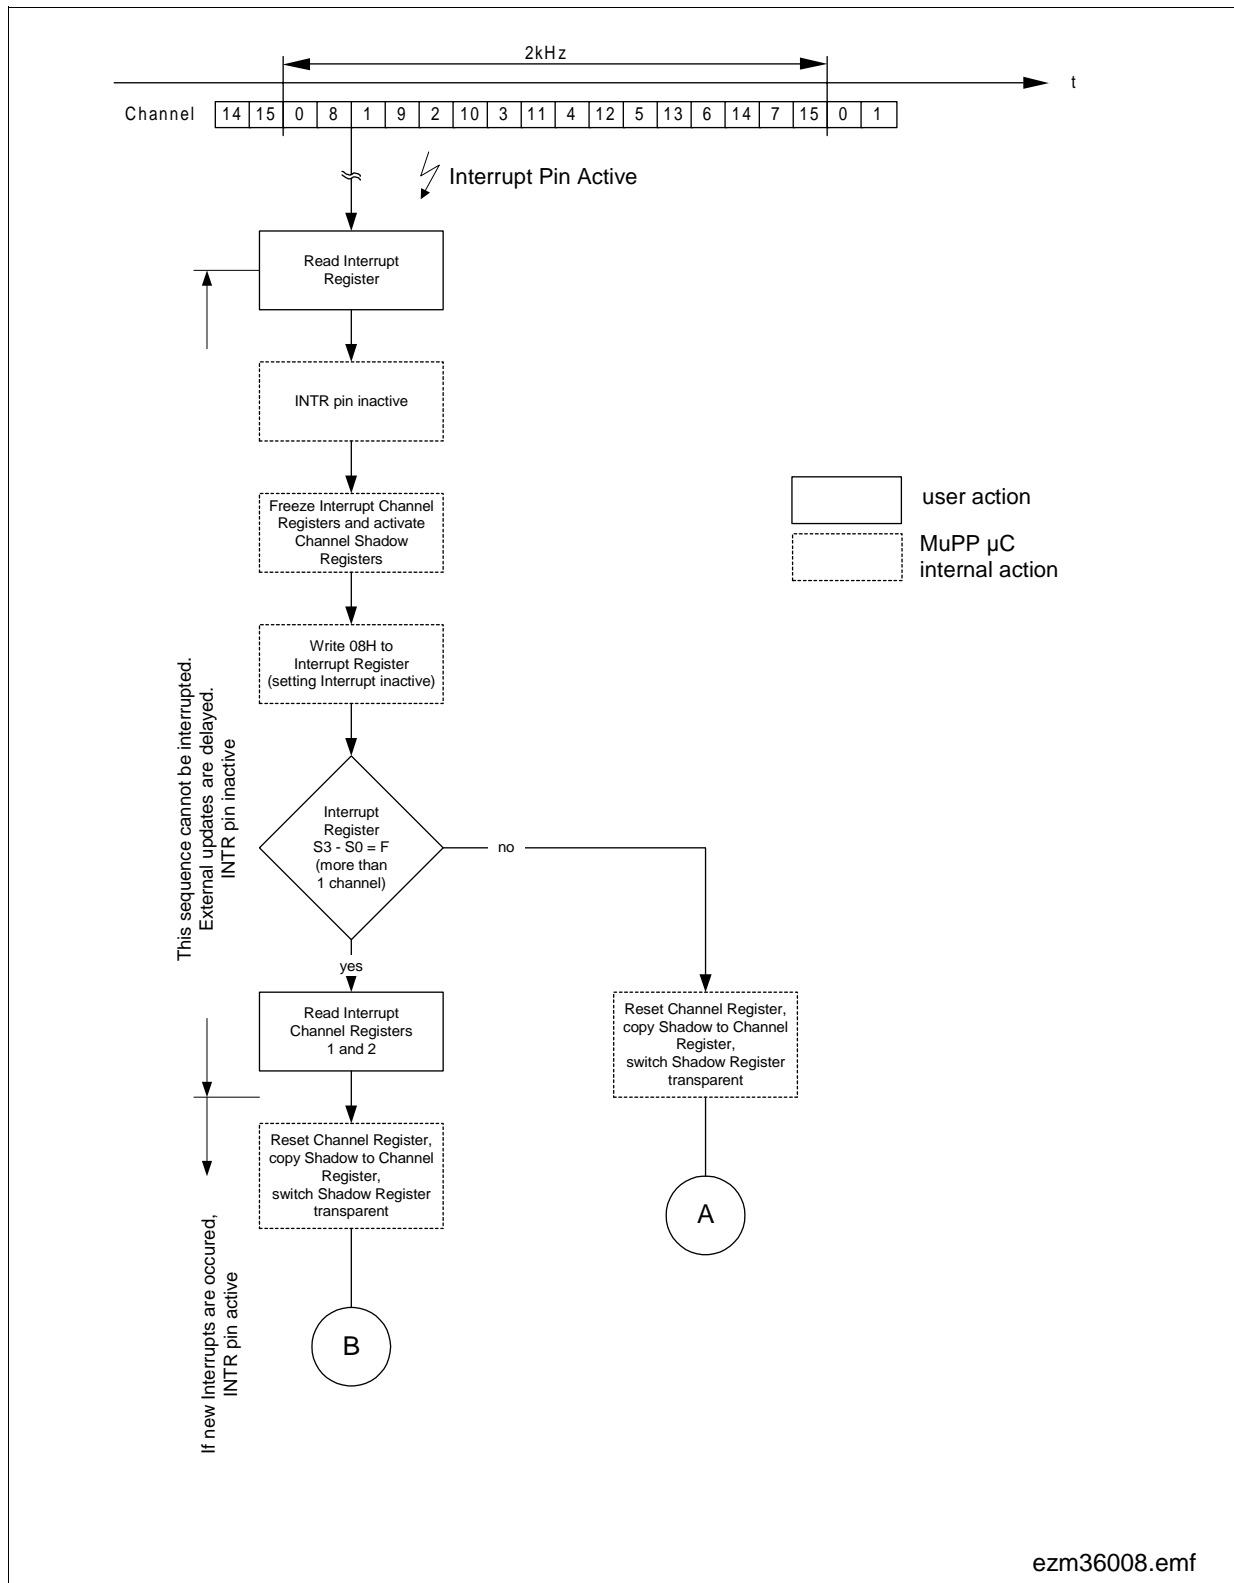 2kHz
t
Channel 14 15 0 8 1 9 2 10 3 11 4 12 5 13 6 14 7 15 0 1
Interrupt Pin Active
Read Interrupt
Register
INTR pin inactive
Freeze Interrupt Channel
Registers and activate
Channel Shadow
Registers
user action
MuPP µC
internal action
Write 08H to
Interrupt Register
(setting Interrupt inactive)
This sequence cannot be interrupted.
External updates are delayed.
INTR pin inactive
Interrupt
Register
S3 - S0 = F
(more than
1 channel)
no
yes
Read Interrupt
Channel Registers
1 and 2
Reset Channel Register,
copy Shadow to Channel
Register,
switch Shadow Register
transparent
Reset Channel Register,
copy Shadow to Channel
Register,
switch Shadow Register
transparent
A
If new Interrupts are occured,
INTR pin active
B
ezm36008.emf